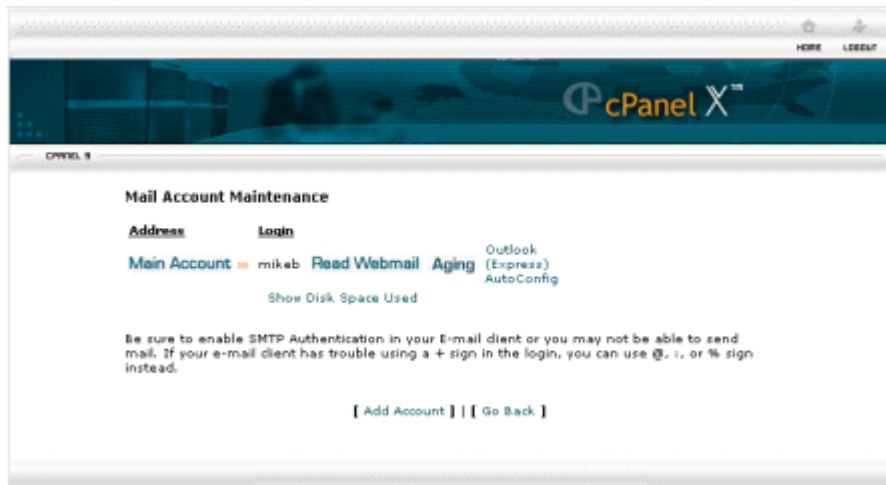 HOME LOGOUT
cPanel X™
CPANEL 9
Mail Account Maintenance
Address Login
Main Account » mikeb Read Webmail Aging Outlook
(Express)
AutoConfig
Show Disk Space Used
Be sure to enable SMTP Authentication in your E-mail client or you may not be able to send
mail. If your e-mail client has trouble using a + sign in the login, you can use @, :, or % sign
instead.
[ Add Account ] | [ Go Back ]